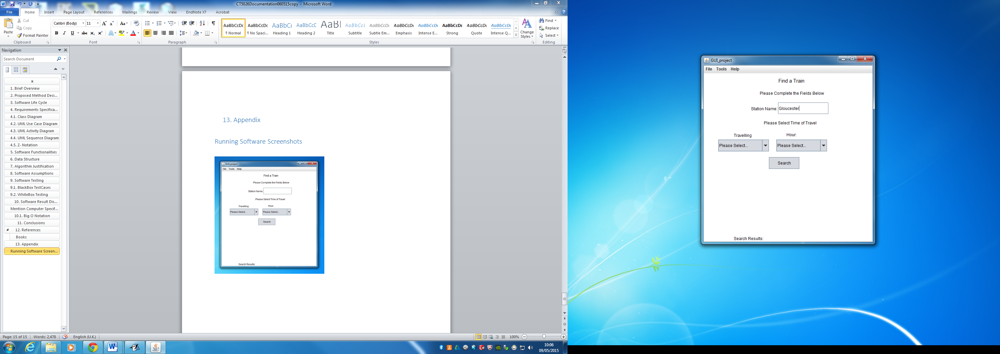 CT5026Documentation060515copy - Microsoft Word
File Home Insert Page Layout References Mailings Review View EndNote X7 Acrobat
Paste
Cut
Copy
Format Painter
Clipboard
Calibri (Body) 11
Font
Paragraph
AaBbCcDc AaBbCcDc AaBbCc AaBbCcD AaBl AaBbCcL AaBbCcDc AaBbCcDc AaBbCcDc AaBbCcDc AaBbCcDc AaBbCcDc
¶ Normal ¶ No Spaci... Heading 1 Heading 2 Title Subtitle Subtle Em... Emphasis Intense E... Strong Quote Intense Q...
Styles
Change Styles
Find
Replace
Select
Editing
Navigation
Search Document
1. Brief Overview
2. Proposed Method Desi...
3. Software Life Cycle
4. Requirements Specifica...
4.1. Class Diagram
4.2. UML Use Case Diagram
4.3. UML Activity Diagram
4.4. UML Sequence Diagram
4.5. Z- Notation
5. Software Functionalities
6. Data Structure
7. Algorithm Justification
8. Software Assumptions
9. Software Testing
9.1. BlackBox TestCases
9.2. WhiteBox Testing
10. Software Result Dis...
Mention Computer Specif...
10.1. Big O Notation
11. Conclusions
12. References
Books
13. Appendix
Running Software Screen...
13. Appendix
Running Software Screenshots
GUI_project
File Tools Help
Find a Train
Please Complete the Fields Below
Station Name:
Please Select Time of Travel
Travelling Hour:
Please Select... Please Select...
Search
Search Results:
Page: 15 of 15 Words: 2,478 English (U.K.) 100%
10:06
09/05/2015
GUI_project
File Tools Help
Find a Train
Please Complete the Fields Below
Station Name: Gloucester
Please Select Time of Travel
Travelling Hour:
Please Select... Please Select...
Search
Search Results: